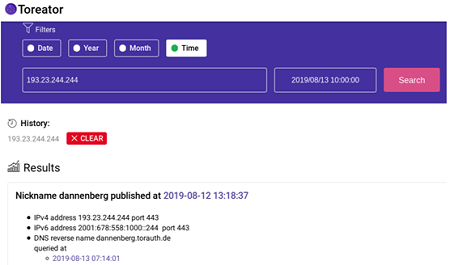 Toreator
Filters
Date Year Month Time
193.23.244.244 2019/08/13 10:00:00 Search
History:
193.23.244.244 CLEAR
Results
Nickname dannenberg published at 2019-08-12 13:18:37
IPv4 address 193.23.244.244 port 443
IPv6 address 2001:678:558:1000::244 port 443
DNS reverse name dannenberg.torauth.de
queried at
2019-08-13 07:14:01